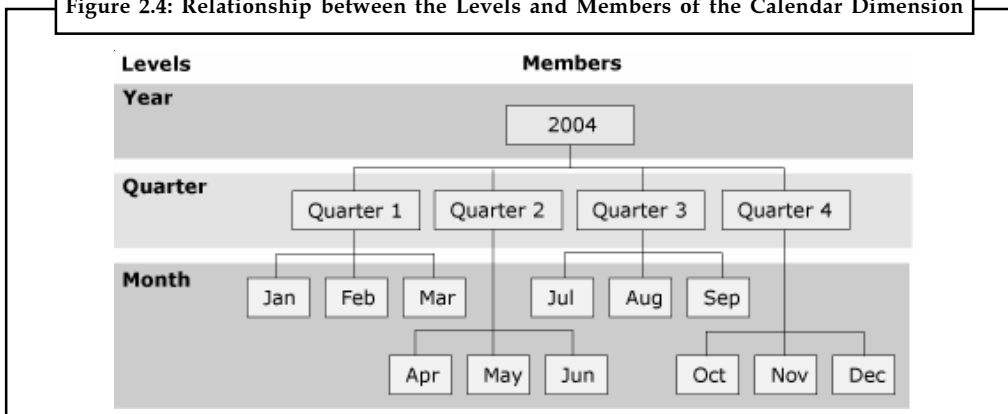 Figure 2.4: Relationship between the Levels and Members of the Calendar Dimension
Levels Members
Year
2004
Quarter
Quarter 1 Quarter 2 Quarter 3 Quarter 4
Month
Jan Feb Mar Jul Aug Sep
Apr May Jun Oct Nov Dec